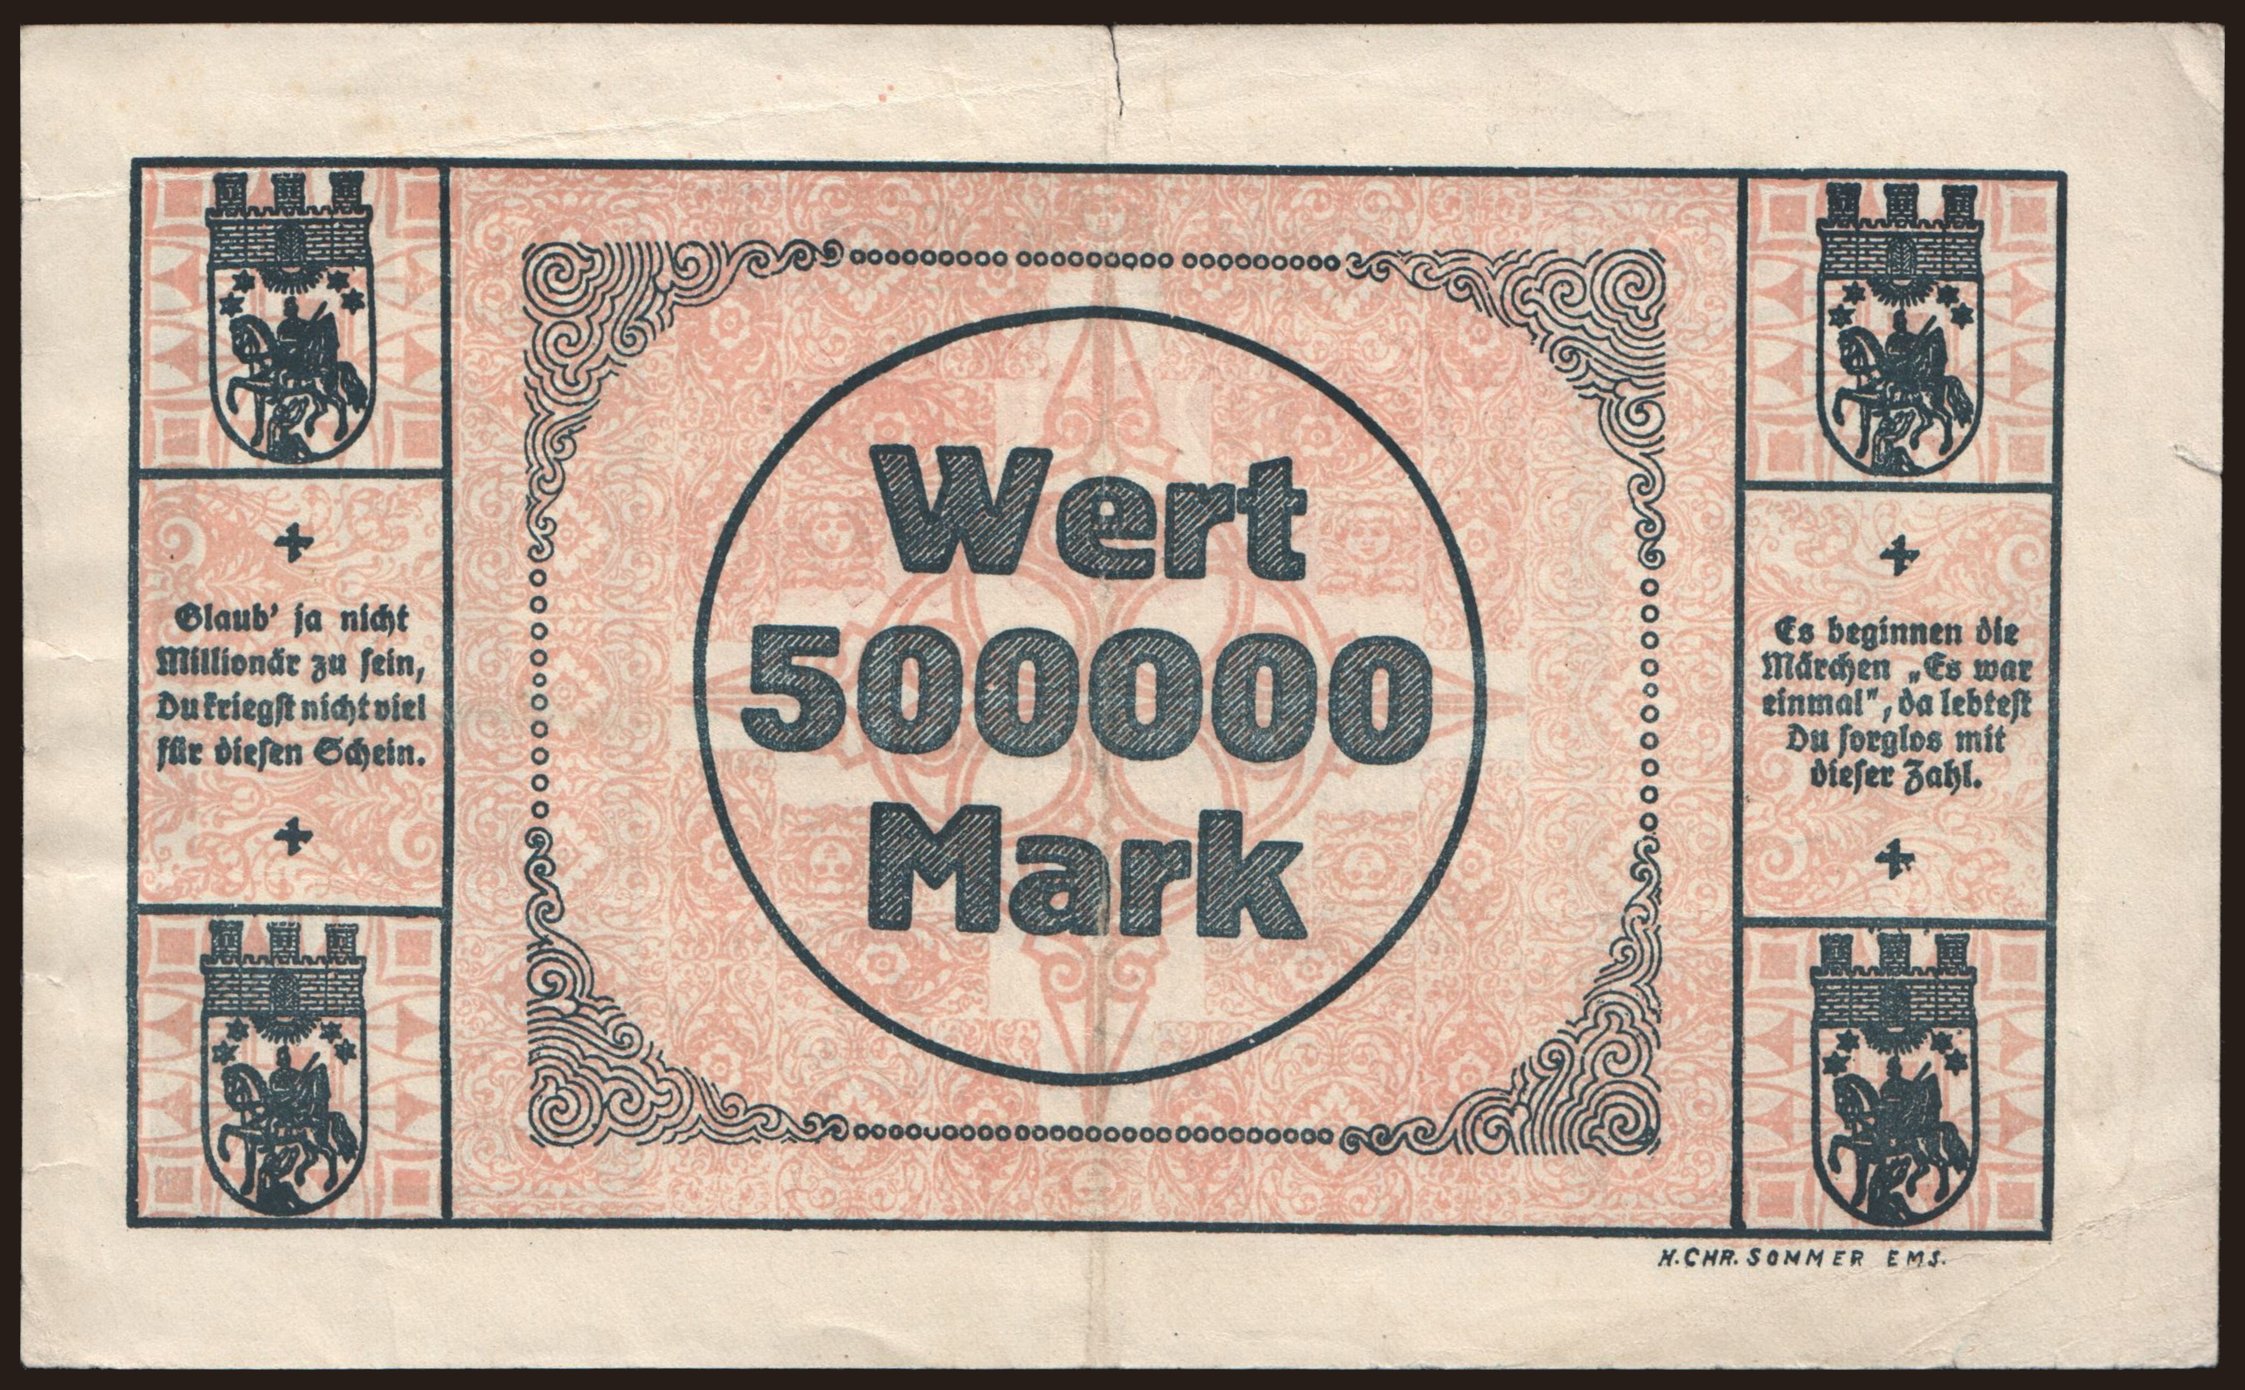 Glaub' ja nicht
Millionär zu sein,
Du kriegst nicht viel
für diesen Schein.
Wert
500000
Mark
Es beginnen die
Märchen „Es war
einmal", da lebtest
Du sorglos mit
dieser Zahl.
H. CHR. SOMMER EMS.